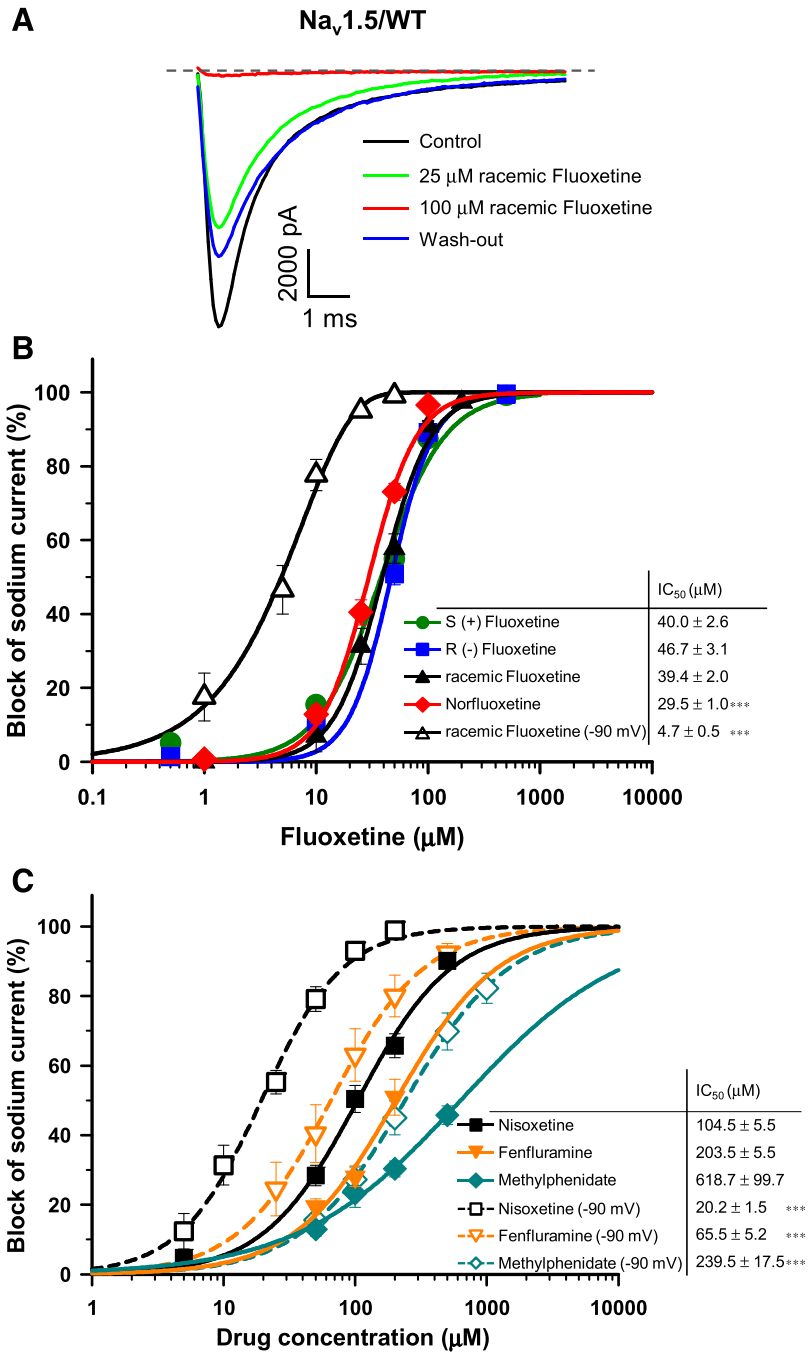 A
Naᵥ1.5/WT
Control
25 μM racemic Fluoxetine
100 μM racemic Fluoxetine
Wash-out
2000 pA
1 ms
B
Block of sodium current (%)
100
80
60
40
20
0
IC₅₀ (μM)
S (+) Fluoxetine 40.0 ± 2.6
R (-) Fluoxetine 46.7 ± 3.1
racemic Fluoxetine 39.4 ± 2.0
Norfluoxetine 29.5 ± 1.0 ***
racemic Fluoxetine (-90 mV) 4.7 ± 0.5 ***
0.1 1 10 100 1000 10000
Fluoxetine (μM)
C
Block of sodium current (%)
100
80
60
40
20
0
IC₅₀ (μM)
Nisoxetine 104.5 ± 5.5
Fenfluramine 203.5 ± 5.5
Methylphenidate 618.7 ± 99.7
Nisoxetine (-90 mV) 20.2 ± 1.5 ***
Fenfluramine (-90 mV) 65.5 ± 5.2 ***
Methylphenidate (-90 mV) 239.5 ± 17.5 ***
1 10 100 1000 10000
Drug concentration (μM)